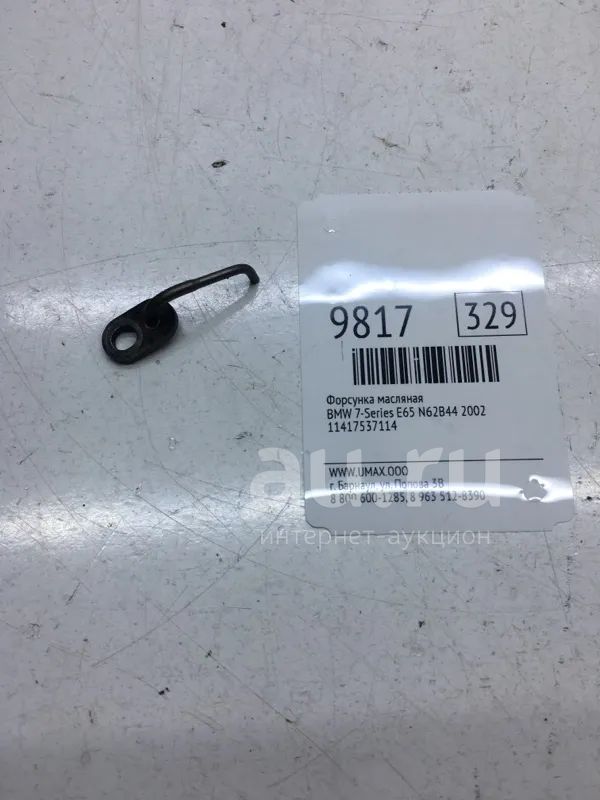 9817 329
Форсунка масляная
BMW 7-Series E65 N62B44 2002
11417537114
WWW.UMAX.OOO
г. Барнаул, ул. Попова 3В
8 800 600-1285, 8 963 512-8390
au.ru
интернет-аукцион